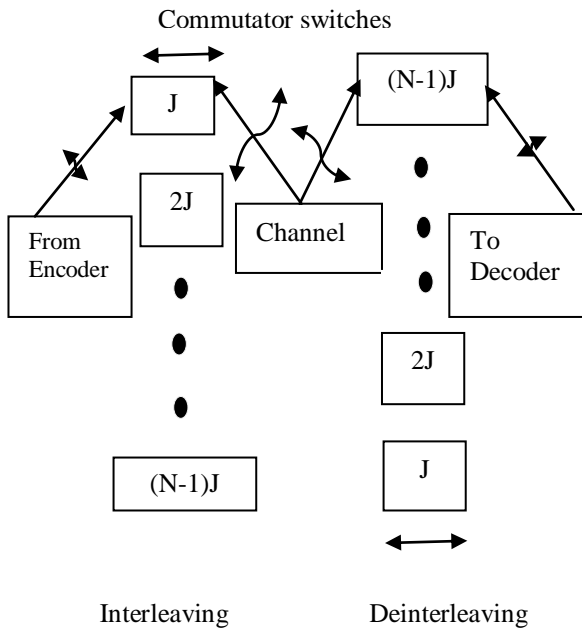 Commutator switches
J
(N-1)J
2J
From
Encoder
Channel
To
Decoder
2J
(N-1)J
J
Interleaving
Deinterleaving